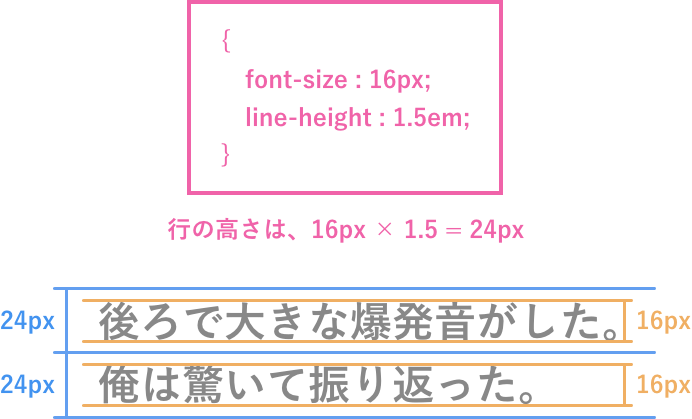 {
font-size : 16px;
line-height : 1.5em;
}
行の高さは、16px × 1.5 = 24px
24px 後ろで大きな爆発音がした。 16px
24px 俺は驚いて振り返った。 16px